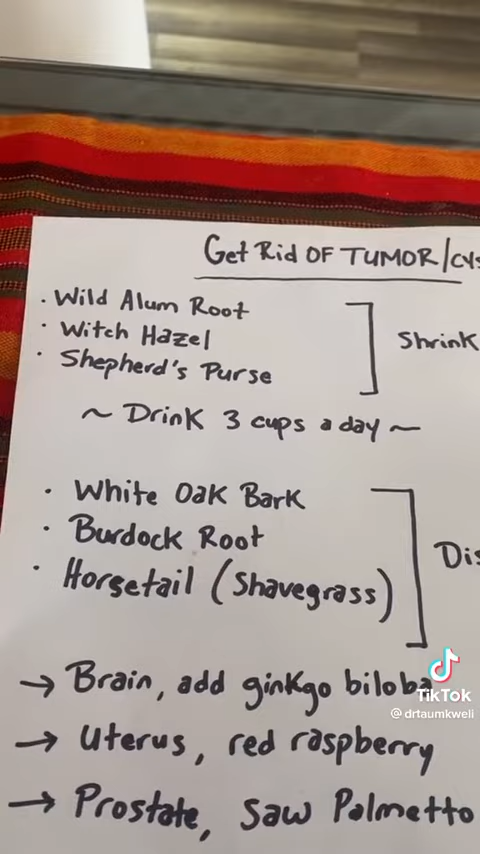 Get Rid OF TUMOR/cys
· Wild Alum Root
· Witch Hazel
· Shepherd's Purse
Shrink
~ Drink 3 cups a day ~
· White Oak Bark
· Burdock Root
· Horsetail (Shavegrass)
Dis
→ Brain, add ginkgo biloba
→ Uterus, red raspberry
→ Prostate, Saw Palmetto
TikTok
@drtaumkweli